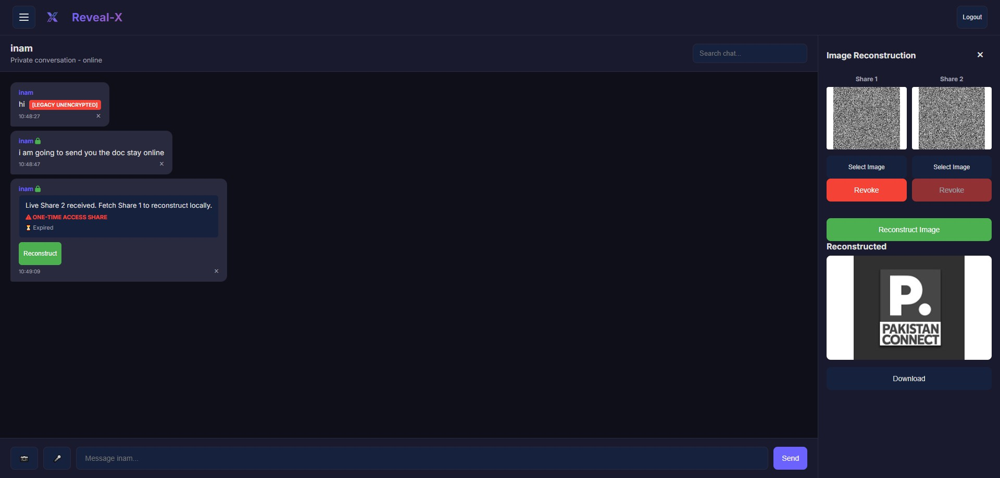 Reveal-X
Logout
inam
Private conversation - online
Search chat...
inam
hi [LEGACY UNENCRYPTED]
10:48:27 ×
inam
i am going to send you the doc stay online
10:48:47 ×
inam
Live Share 2 received. Fetch Share 1 to reconstruct locally.
ONE-TIME ACCESS SHARE
Expired
Reconstruct
10:49:09 ×
Message inam...
Send
Image Reconstruction ×
Share 1 Share 2
Select Image Select Image
Revoke Revoke
Reconstruct Image
Reconstructed
P.
PAKISTAN
CONNECT
Download